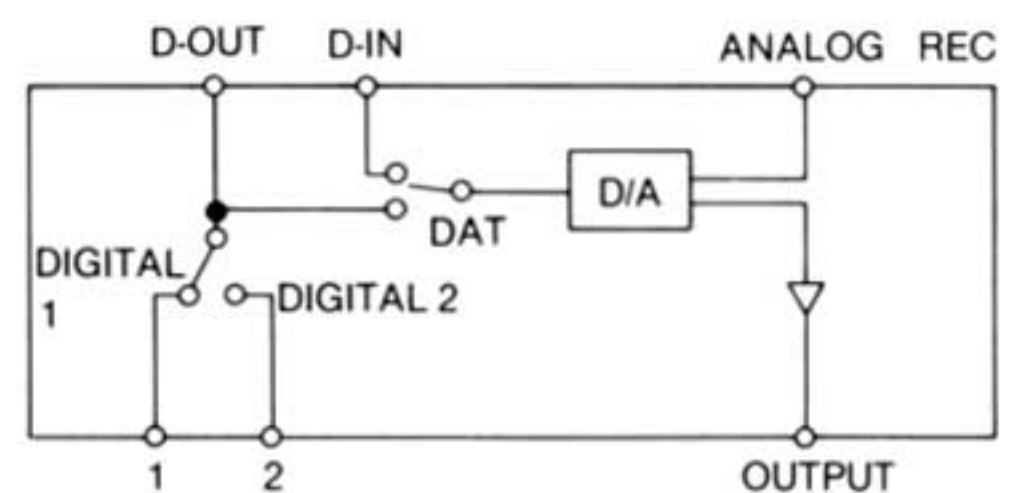 D-OUT D-IN ANALOG REC
D/A
DAT
DIGITAL
1
DIGITAL 2
1 2 OUTPUT